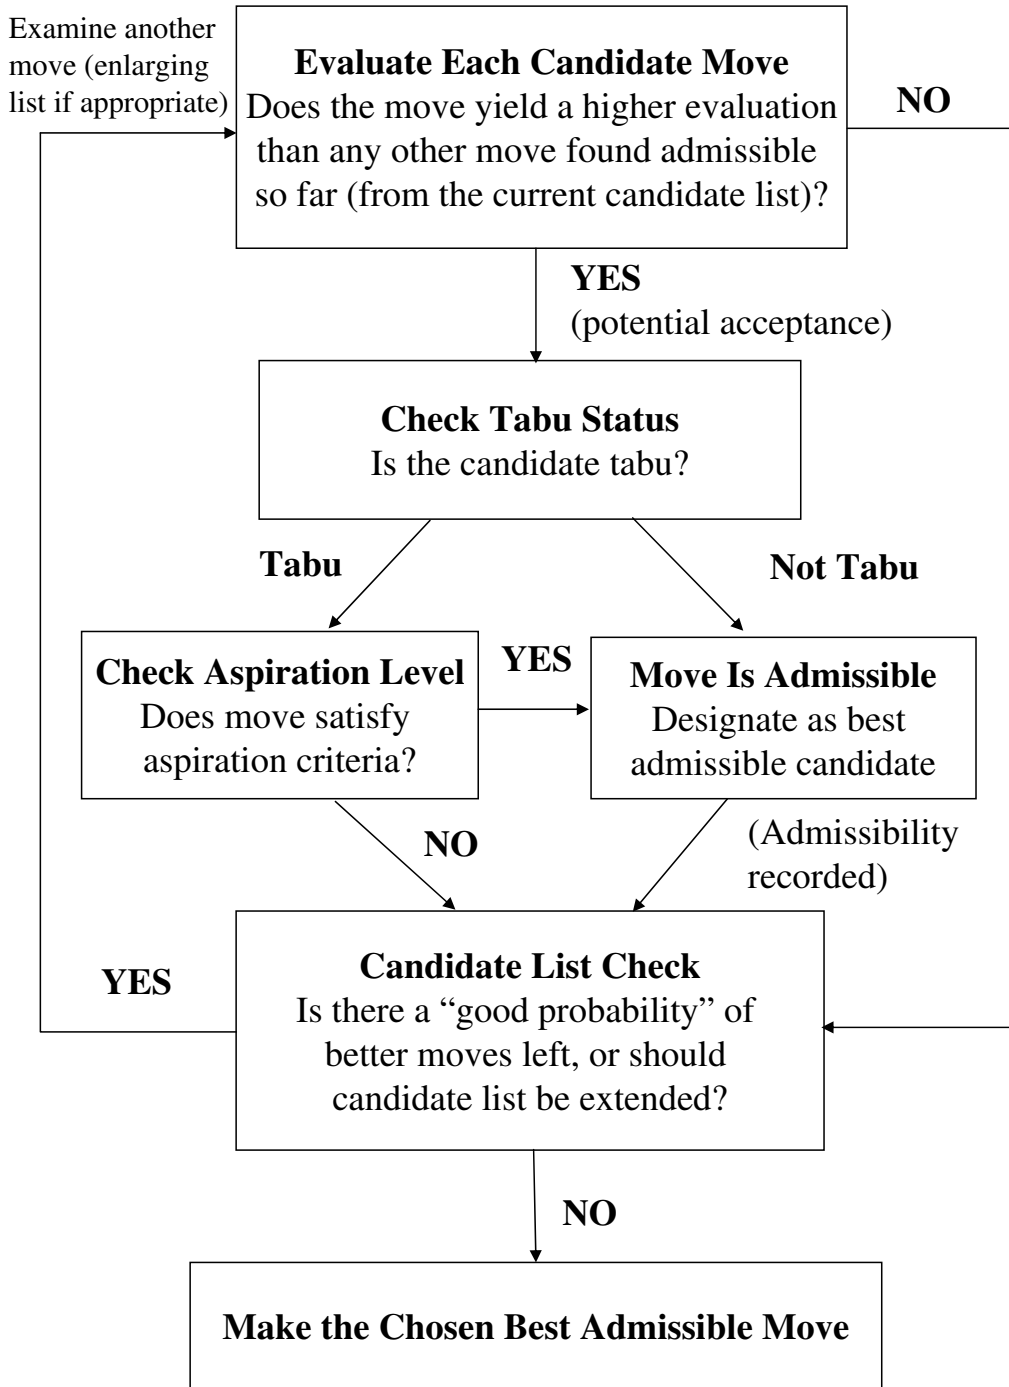 Examine another
move (enlarging
list if appropriate)
Evaluate Each Candidate Move
Does the move yield a higher evaluation
than any other move found admissible
so far (from the current candidate list)?
NO
YES
(potential acceptance)
Check Tabu Status
Is the candidate tabu?
Tabu
Not Tabu
Check Aspiration Level
Does move satisfy
aspiration criteria?
YES
Move Is Admissible
Designate as best
admissible candidate
NO
(Admissibility
recorded)
YES
Candidate List Check
Is there a “good probability” of
better moves left, or should
candidate list be extended?
NO
Make the Chosen Best Admissible Move